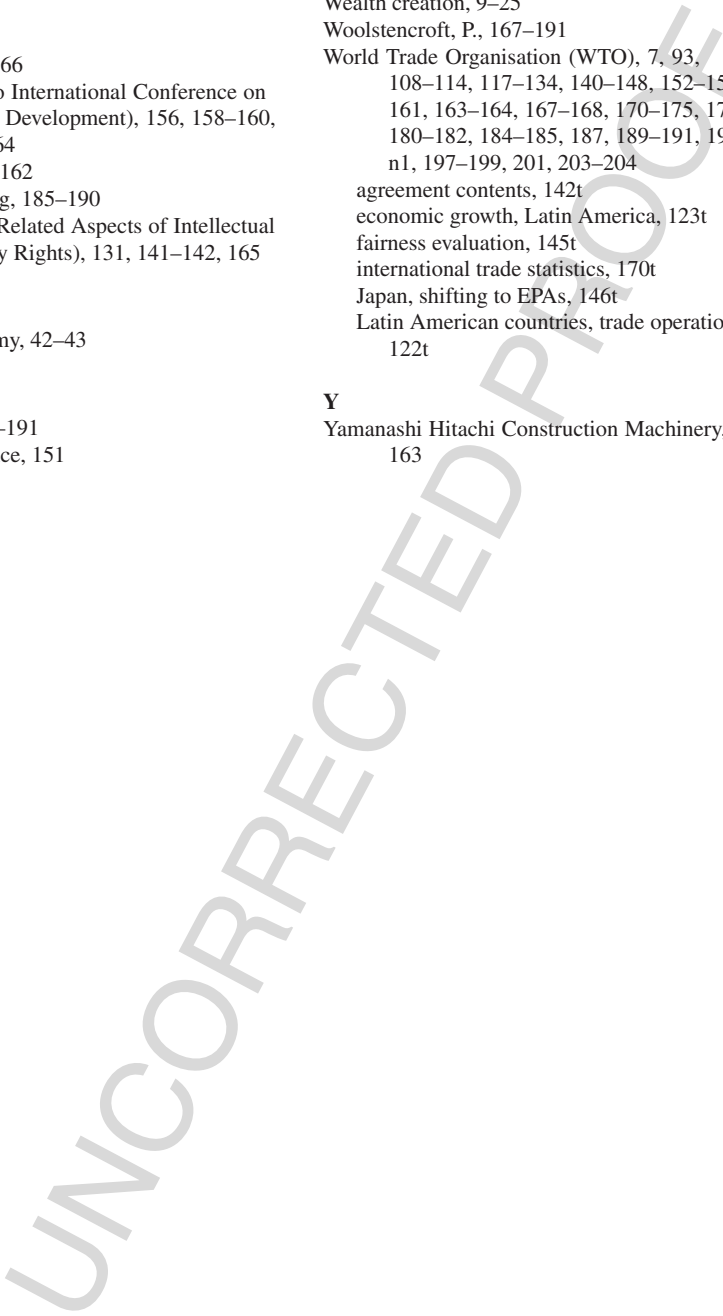 66
International Conference on
Development), 156, 158–160,
64
162
185–190
Related Aspects of Intellectual
Rights), 131, 141–142, 165
42–43
–191
151
Wealth creation, 9–25
Woolstencroft, P., 167–191
World Trade Organisation (WTO), 7, 93,
108–114, 117–134, 140–148, 152–15
161, 163–164, 167–168, 170–175, 17
180–182, 184–185, 187, 189–191, 19
n1, 197–199, 201, 203–204
agreement contents, 142t
economic growth, Latin America, 123t
fairness evaluation, 145t
international trade statistics, 170t
Japan, shifting to EPAs, 146t
Latin American countries, trade
122t
Y
Yamanashi Hitachi Construction Machinery,
163
UNCORRECTED PROOF